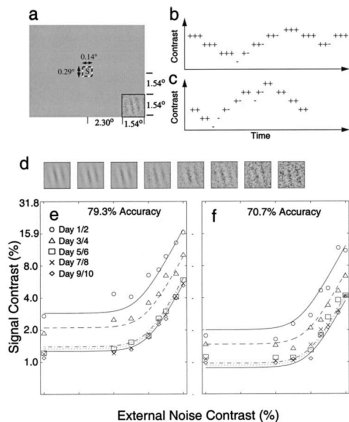 a
0.14°
0.29°
1.54°
1.54°
2.30°
1.54°
b
Contrast
+++ +++ +++ +++ - +++ +++ - +++ +++ - +++ +++
c
Contrast
Time
d
e
79.3% Accuracy
○ Day 1/2
△ Day 3/4
□ Day 5/6
× Day 7/8
◇ Day 9/10
f
70.7% Accuracy
31.8
15.9
8.0
4.0
2.0
1.0
Signal Contrast (%)
External Noise Contrast (%)